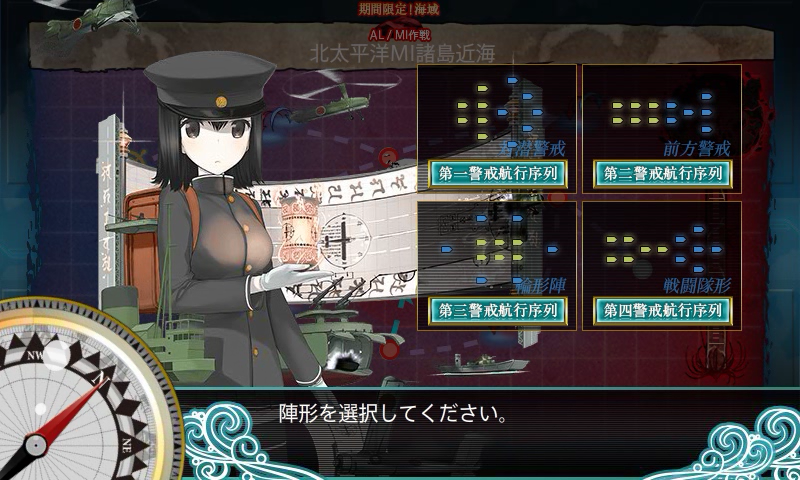 期間限定！海域
AL／MI作戦
北太平洋MI諸島近海
対潜警戒
第一警戒航行序列
前方警戒
第二警戒航行序列
輪形陣
第三警戒航行序列
戦闘隊形
第四警戒航行序列
NW
N
NE
陣形を選択してください。